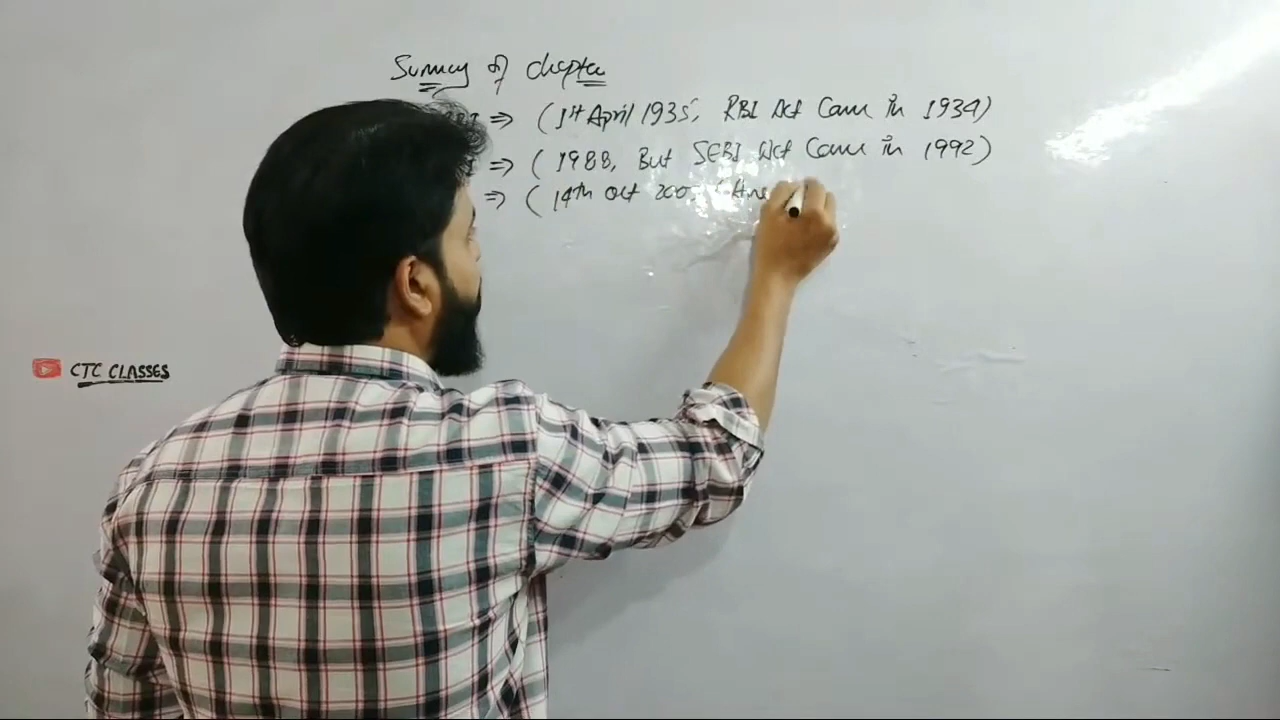 Summary of chapter
RBI => (1st April 1935, RBI Act Came in 1934)
=> (1988, But SEBI Act Came in 1992)
=> (14th Oct
CTC CLASSES